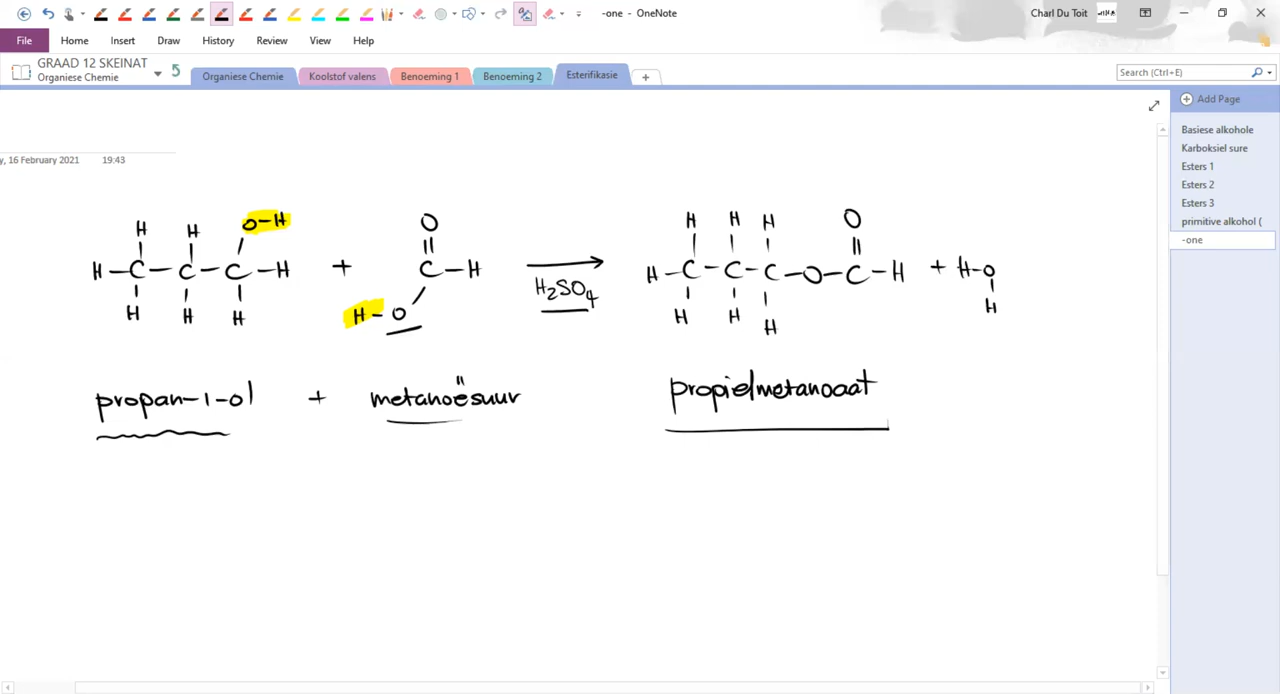 -one - OneNote
Charl Du Toit
File Home Insert Draw History Review View Help
GRAAD 12 SKEINAT
Organiese Chemie
Organiese Chemie Koolstof valens Benoeming 1 Benoeming 2 Esterifikasie +
Search (Ctrl+E)
Add Page
Basiese alkohole
Karboksiel sure
Esters 1
Esters 2
Esters 3
primitive alkohol (
-one
y, 16 February 2021 19:43
H H O-H O H H H O
H-C-C-C-H + C-H H-C-C-C-O-C-H + H-O
H₂SO₄
H H H H-O H H H H
propan-1-ol + metanoësuur propielmetanoaat